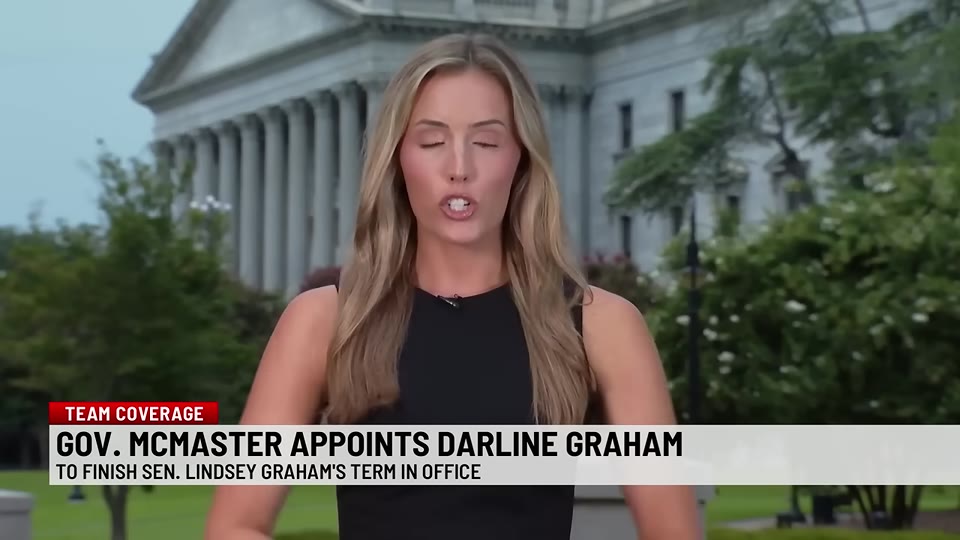 TEAM COVERAGE
GOV. MCMASTER APPOINTS DARLINE GRAHAM
TO FINISH SEN. LINDSEY GRAHAM'S TERM IN OFFICE